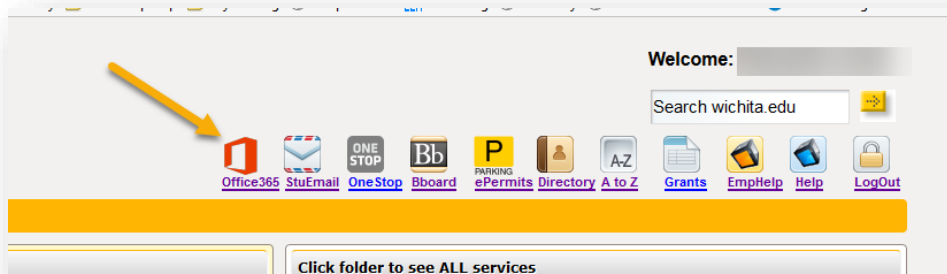 Welcome:
Search wichita.edu
ONE
STOP
Bb
P
PARKING
A-Z
Office365 StuEmail OneStop Bboard ePermits Directory A to Z Grants EmpHelp Help LogOut
Click folder to see ALL services